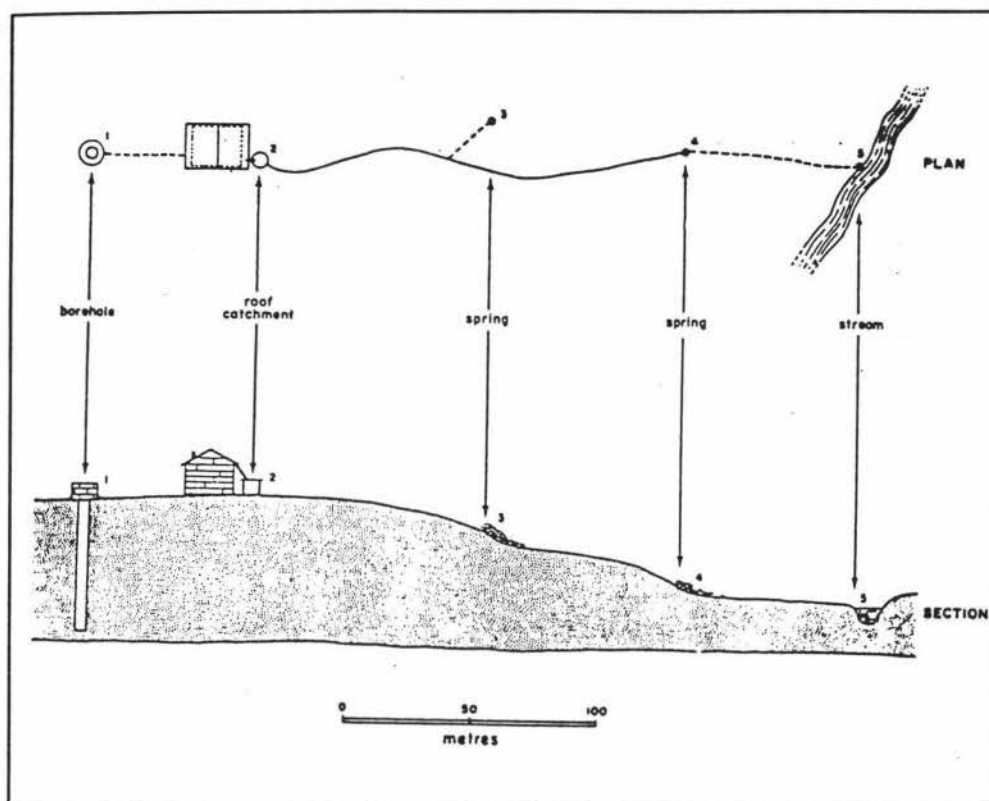 1
2
3
4
5
PLAN
borehole
roof
catchment
spring
spring
stream
1
2
3
4
5
SECTION
0 50 100
metres